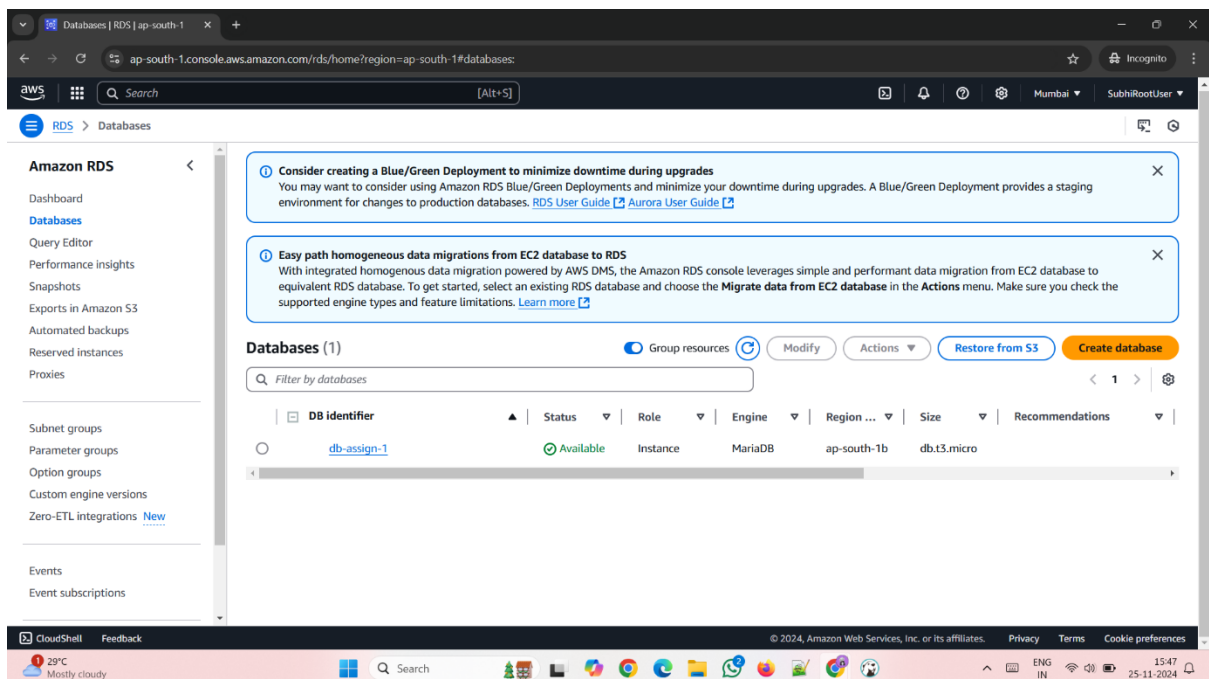 Databases | RDS | ap-south-1
ap-south-1.console.aws.amazon.com/rds/home?region=ap-south-1#databases:
Incognito
aws
Search
[Alt+S]
Mumbai
SubhiRootUser
RDS > Databases
Amazon RDS
Dashboard
Databases
Query Editor
Performance insights
Snapshots
Exports in Amazon S3
Automated backups
Reserved instances
Proxies
Subnet groups
Parameter groups
Option groups
Custom engine versions
Zero-ETL integrations New
Events
Event subscriptions
Consider creating a Blue/Green Deployment to minimize downtime during upgrades
You may want to consider using Amazon RDS Blue/Green Deployments and minimize your downtime during upgrades. A Blue/Green Deployment provides a staging
environment for changes to production databases. RDS User Guide Aurora User Guide
Easy path homogeneous data migrations from EC2 database to RDS
With integrated homogenous data migration powered by AWS DMS, the Amazon RDS console leverages simple and performant data migration from EC2 database to
equivalent RDS database. To get started, select an existing RDS database and choose the Migrate data from EC2 database in the Actions menu. Make sure you check the
supported engine types and feature limitations. Learn more
Databases (1)
Group resources
Modify
Actions
Restore from S3
Create database
Filter by databases
1
DB identifier Status Role Engine Region ... Size Recommendations
db-assign-1 Available Instance MariaDB ap-south-1b db.t3.micro
CloudShell Feedback
© 2024, Amazon Web Services, Inc. or its affiliates. Privacy Terms Cookie preferences
1
29°C
Mostly cloudy
Search
2
ENG
IN
15:47
25-11-2024